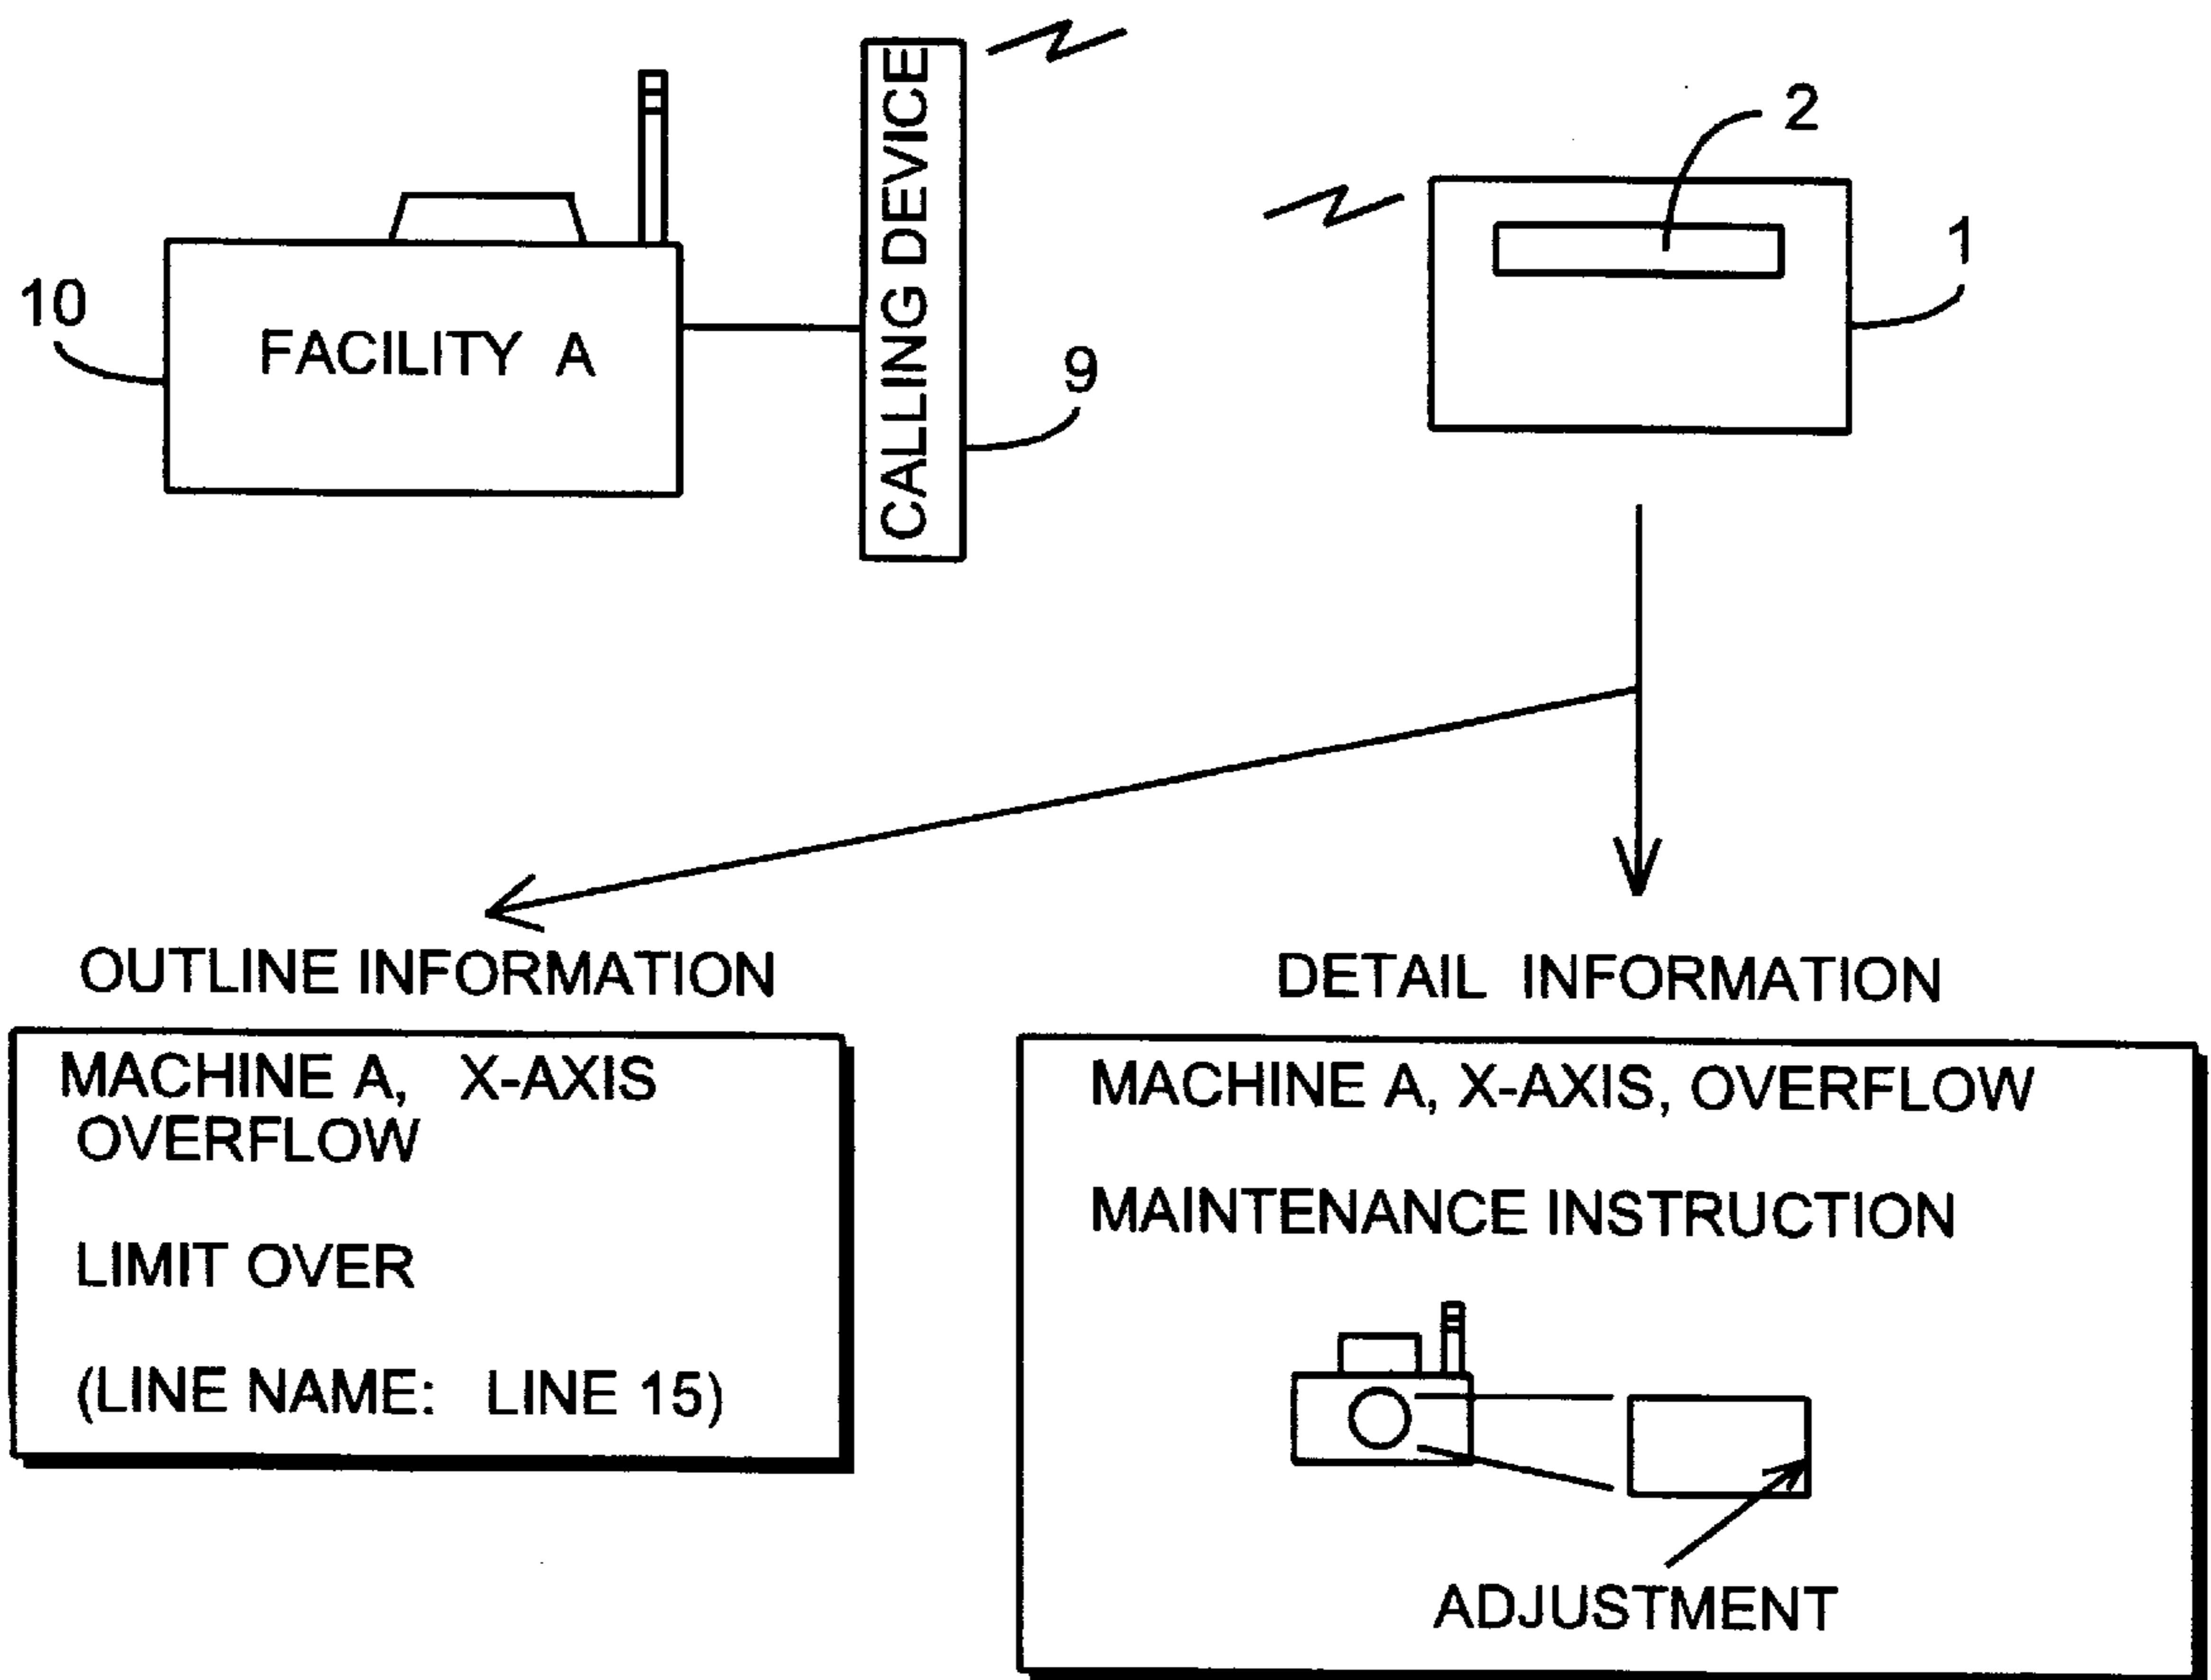 CALLING DEVICE
2
1
10
FACILITY A
9
OUTLINE INFORMATION
MACHINE A, X-AXIS
OVERFLOW
LIMIT OVER
(LINE NAME: LINE 15)
DETAIL INFORMATION
MACHINE A, X-AXIS, OVERFLOW
MAINTENANCE INSTRUCTION
ADJUSTMENT